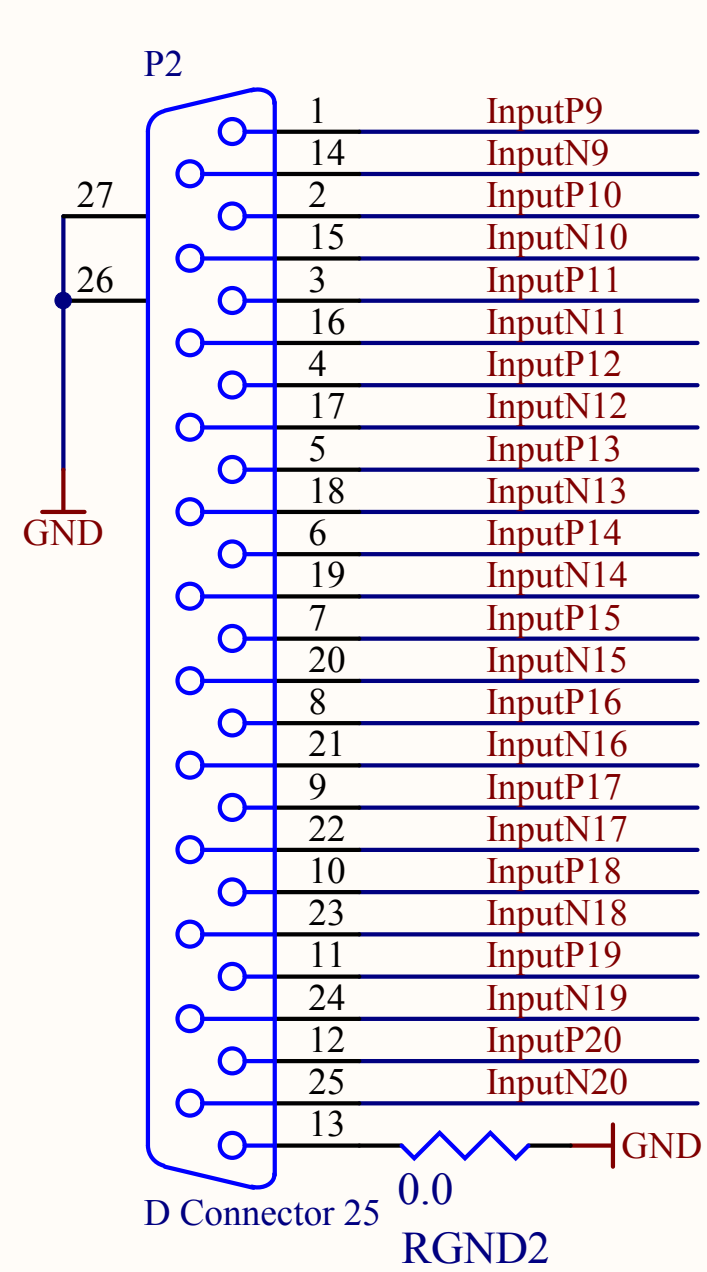 P2
1 InputP9
14 InputN9
27 2 InputP10
15 InputN10
26 3 InputP11
16 InputN11
4 InputP12
17 InputN12
5 InputP13
18 InputN13
GND 6 InputP14
19 InputN14
7 InputP15
20 InputN15
8 InputP16
21 InputN16
9 InputP17
22 InputN17
10 InputP18
23 InputN18
11 InputP19
24 InputN19
12 InputP20
25 InputN20
13 GND
0.0
D Connector 25
RGND2